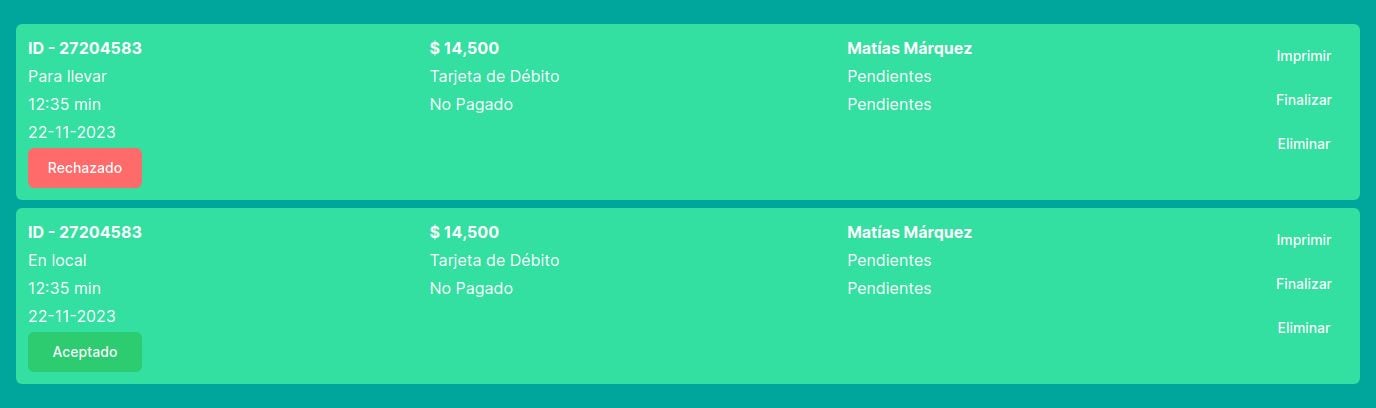 ID - 27204583
Para llevar
12:35 min
22-11-2023
Rechazado
$ 14,500
Tarjeta de Débito
No Pagado
Matías Márquez
Pendientes
Pendientes
Imprimir
Finalizar
Eliminar
ID - 27204583
En local
12:35 min
22-11-2023
Aceptado
$ 14,500
Tarjeta de Débito
No Pagado
Matías Márquez
Pendientes
Pendientes
Imprimir
Finalizar
Eliminar